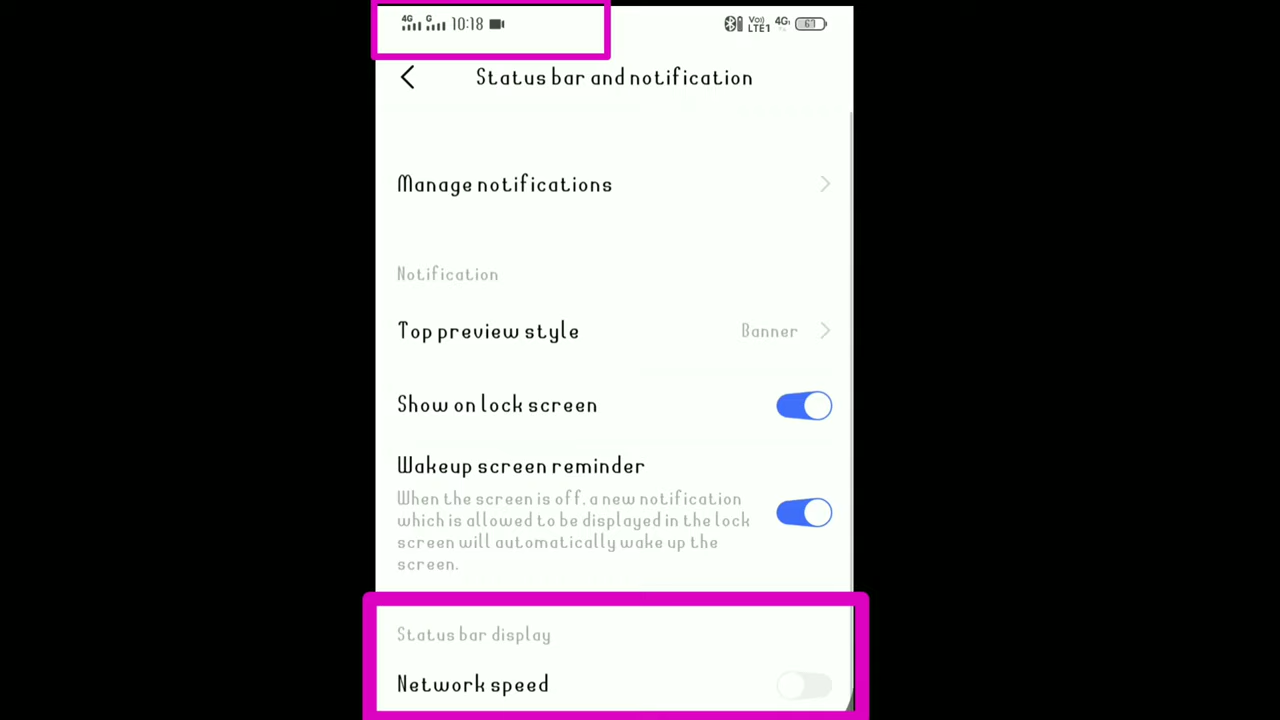 4G G 10:18 Vo) LTE1 4G 67
Status bar and notification
Manage notifications
Notification
Top preview style Banner
Show on lock screen
Wakeup screen reminder
When the screen is off, a new notification
which is allowed to be displayed in the lock
screen will automatically wake up the
screen.
Status bar display
Network speed